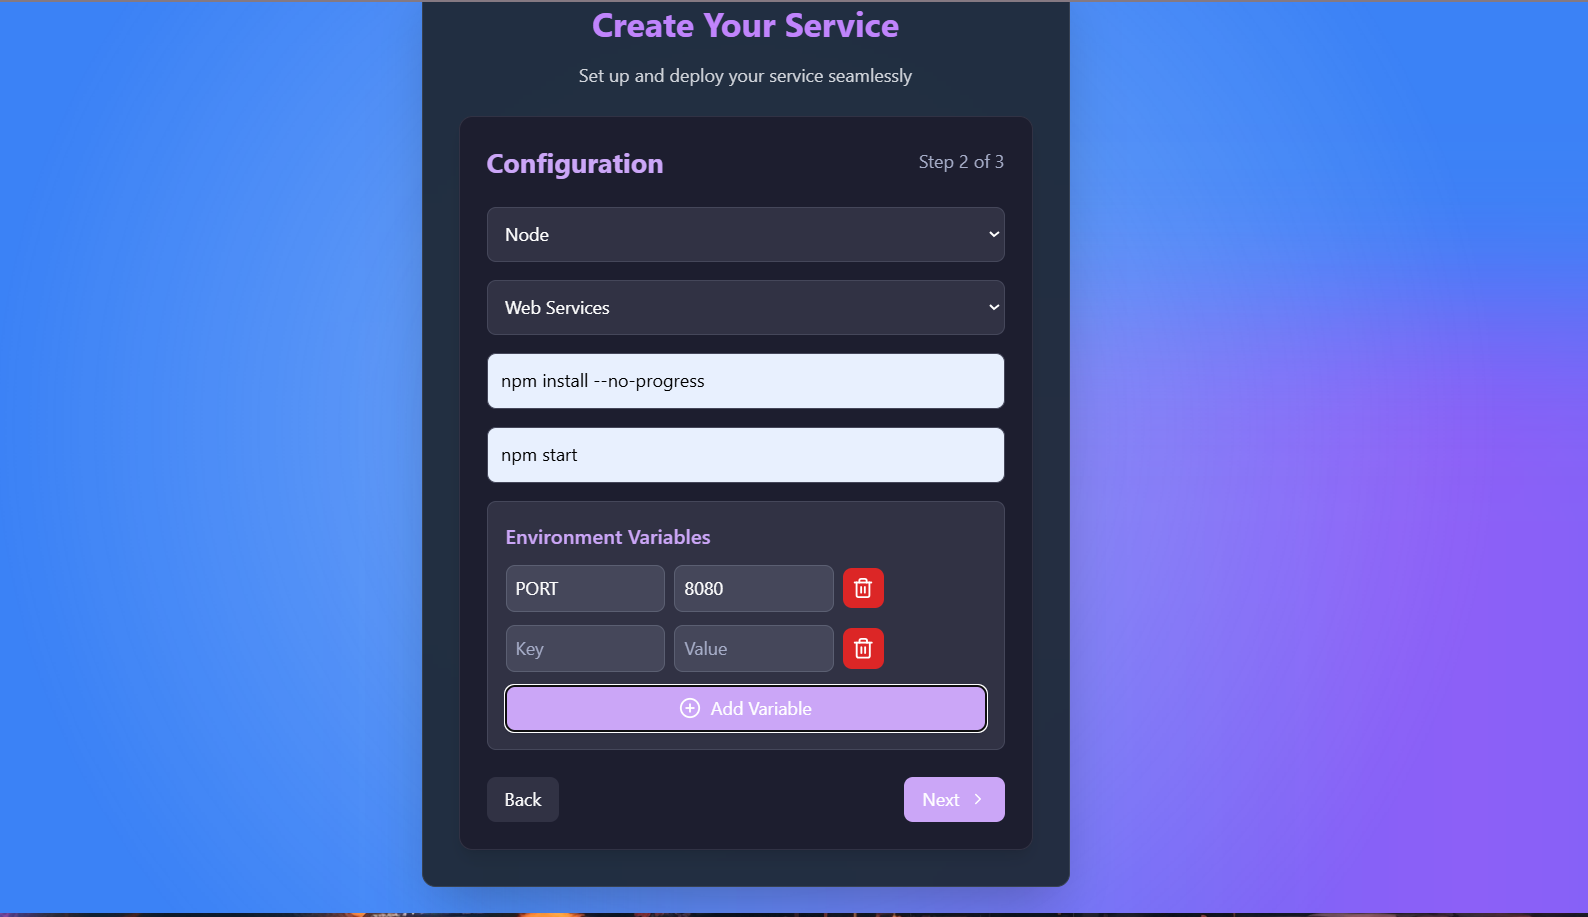 Create Your Service
Set up and deploy your service seamlessly
Configuration
Step 2 of 3
Node
Web Services
npm install --no-progress
npm start
Environment Variables
PORT
8080
Key
Value
Add Variable
Back
Next